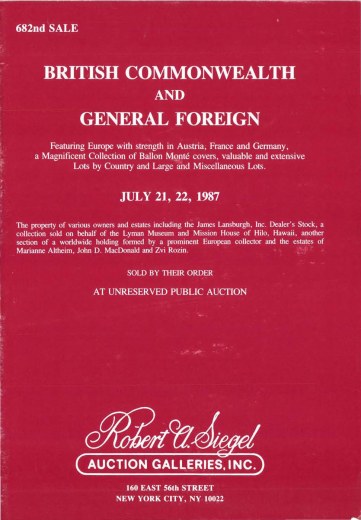 682nd SALE
BRITISH COMMONWEALTH
AND
GENERAL FOREIGN
Featuring Europe with strength in Austria, France and Germany,
a Magnificent Collection of Ballon Monté covers, valuable and extensive
Lots by Country and Large and Miscellaneous Lots.
JULY 21, 22, 1987
The property of various owners and estates including the James Lansburgh, Inc. Dealer's Stock, a
collection sold on behalf of the Lyman Museum and Mission House of Hilo, Hawaii, another
section of a worldwide holding formed by a prominent European collector and the estates of
Marianne Altheim, John D. MacDonald and Zvi Rozin.
SOLD BY THEIR ORDER
AT UNRESERVED PUBLIC AUCTION
Robert A. Siegel
AUCTION GALLERIES, INC.
160 EAST 56th STREET
NEW YORK CITY, NY 10022